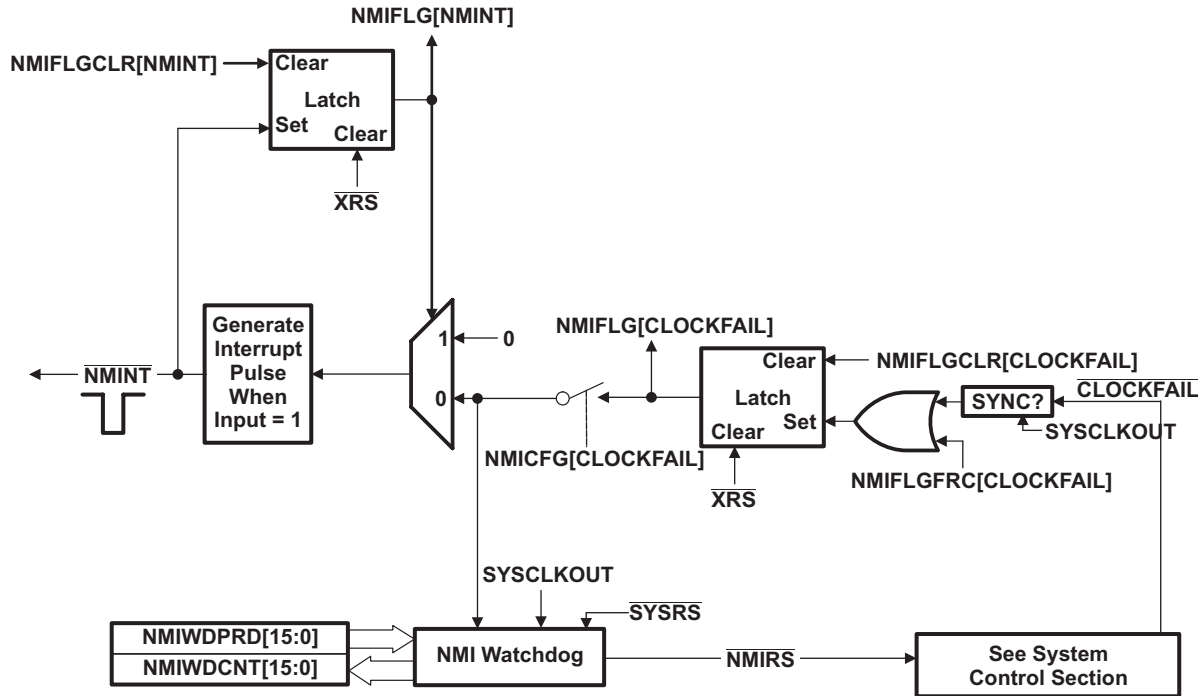 NMIFLG[NMINT]
NMIFLGCLR[NMINT]
Clear
Latch
Set
Clear
XRS
Generate
Interrupt
Pulse
When
Input = 1
NMINT
1
0
0
NMIFLG[CLOCKFAIL]
NMICFG[CLOCKFAIL]
Clear
Latch
Set
Clear
XRS
NMIFLGCLR[CLOCKFAIL]
CLOCKFAIL
SYNC?
SYSCLKOUT
NMIFLGFRC[CLOCKFAIL]
SYSCLKOUT
SYSRS
NMIWDPRD[15:0]
NMIWDCNT[15:0]
NMI Watchdog
NMIRS
See System
Control Section